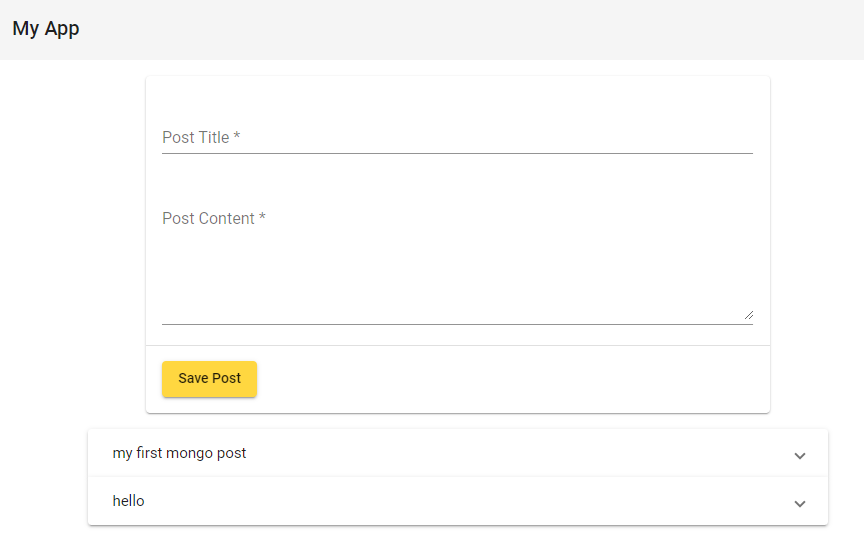 My App
Post Title *
Post Content *
Save Post
my first mongo post
hello